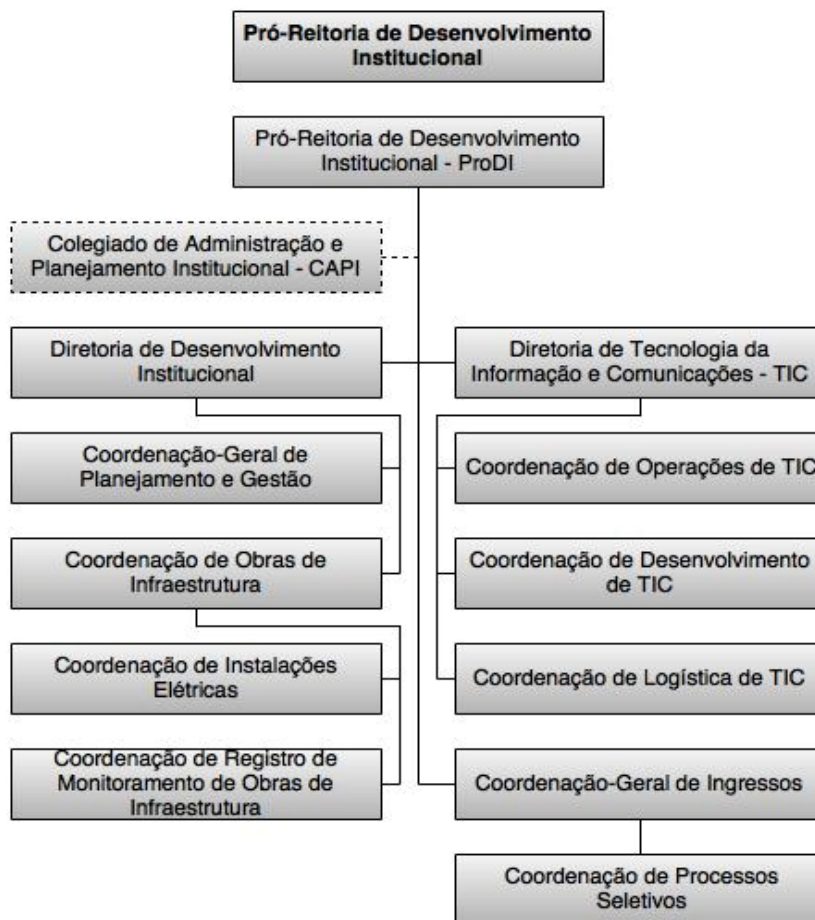 Pró-Reitoria de Desenvolvimento
Institucional
Pró-Reitoria de Desenvolvimento
Institucional - ProDI
Colegiado de Administração e
Planejamento Institucional - CAPI
Diretoria de Desenvolvimento
Institucional
Diretoria de Tecnologia da
Informação e Comunicações - TIC
Coordenação-Geral de
Planejamento e Gestão
Coordenação de Operações de TIC
Coordenação de Obras de
Infraestrutura
Coordenação de Desenvolvimento
de TIC
Coordenação de Instalações
Elétricas
Coordenação de Logística de TIC
Coordenação de Registro de
Monitoramento de Obras de
Infraestrutura
Coordenação-Geral de Ingressos
Coordenação de Processos
Seletivos